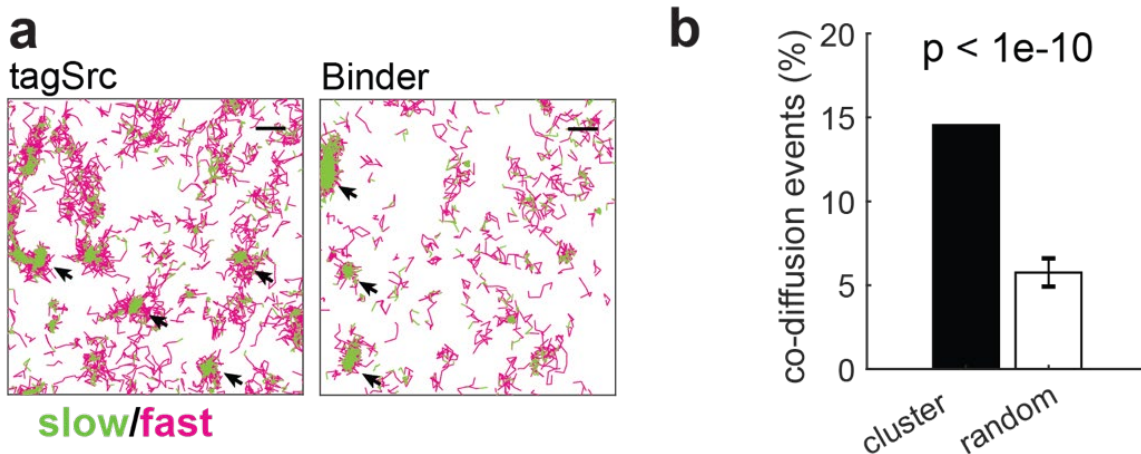 a
tagSrc
Binder
slow/fast
b
co-diffusion events (%)
20
15
10
5
0
p < 1e-10
cluster
random